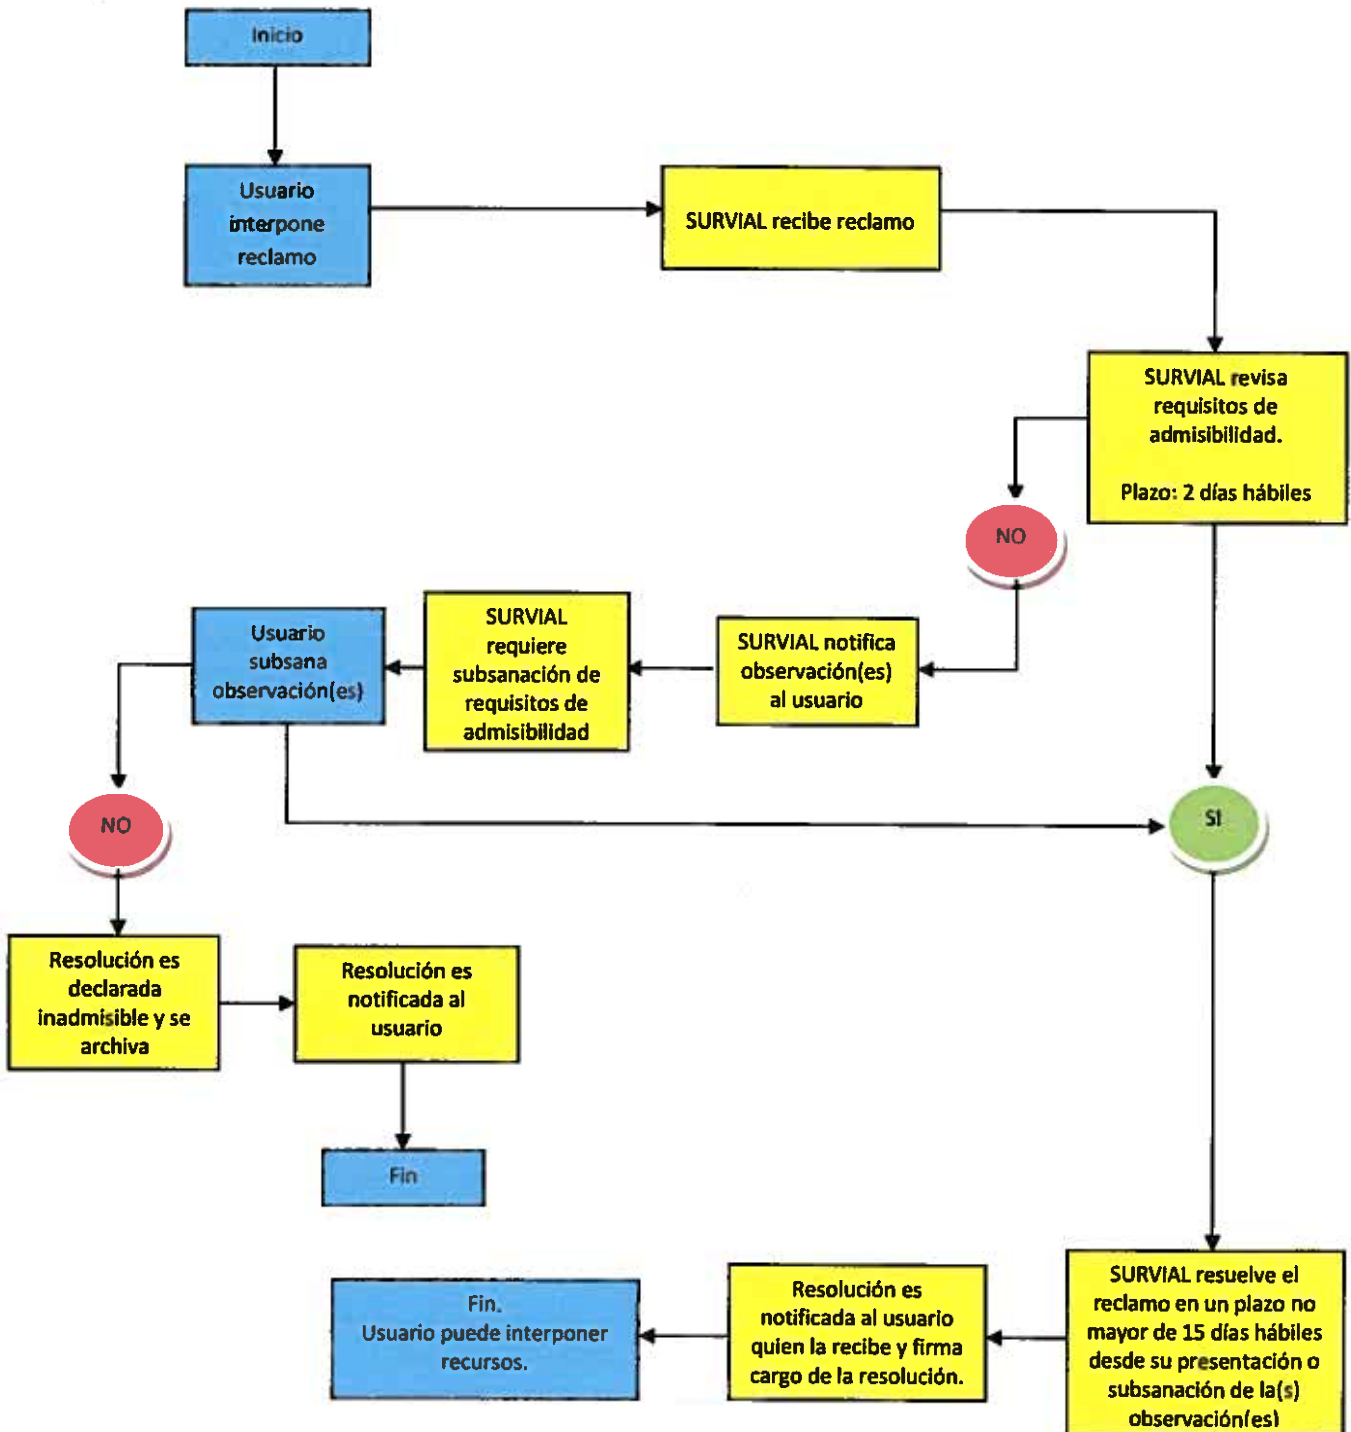 Inicio
Usuario
interpone
reclamo
SURVIAL recibe reclamo
SURVIAL revisa
requisitos de
admisibilidad.
Plazo: 2 días hábiles
NO
SURVIAL notifica
observación(es)
al usuario
SURVIAL
requiere
subsanación de
requisitos de
admisibilidad
Usuario
subsana
observación(es)
NO
SI
Resolución es
declarada
inadmisible y se
archiva
Resolución es
notificada al
usuario
Fin
SURVIAL resuelve el
reclamo en un plazo no
mayor de 15 días hábiles
desde su presentación o
subsanación de la(s)
observación(es)
Resolución es
notificada al usuario
quien la recibe y firma
cargo de la resolución.
Fin.
Usuario puede interponer
recursos.